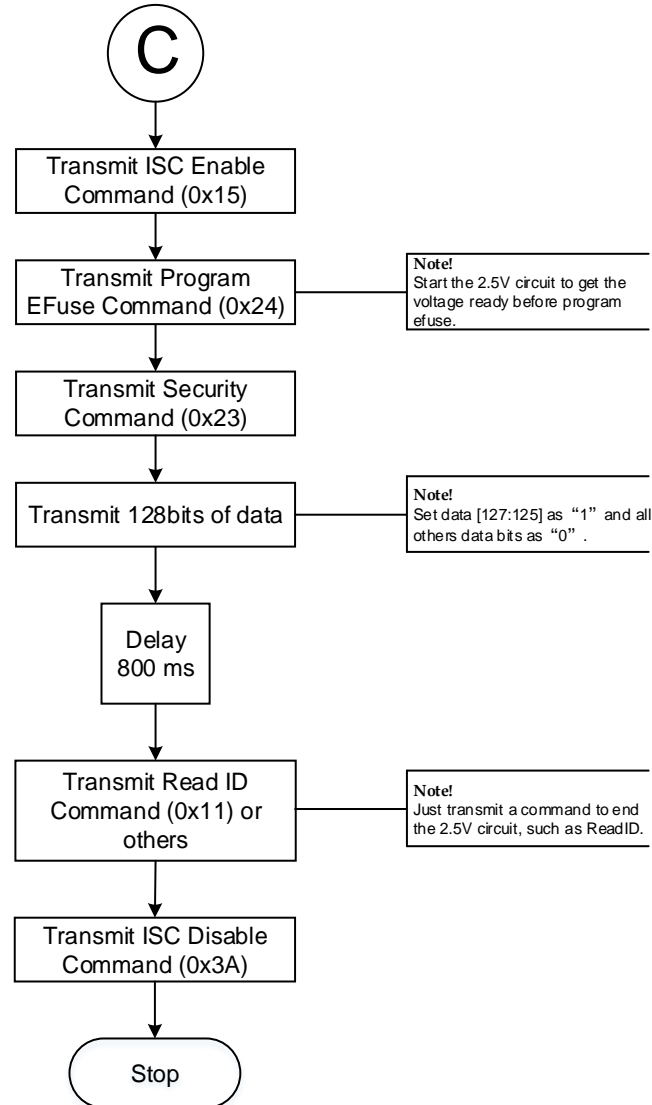 C
Transmit ISC Enable
Command (0x15)
Transmit Program
EFuse Command (0x24)
Note!
Start the 2.5V circuit to get the
voltage ready before program
efuse.
Transmit Security
Command (0x23)
Transmit 128bits of data
Note!
Set data [127:125] as “1” and all
others data bits as “0” .
Delay
800 ms
Transmit Read ID
Command (0x11) or
others
Note!
Just transmit a command to end
the 2.5V circuit, such as ReadID.
Transmit ISC Disable
Command (0x3A)
Stop